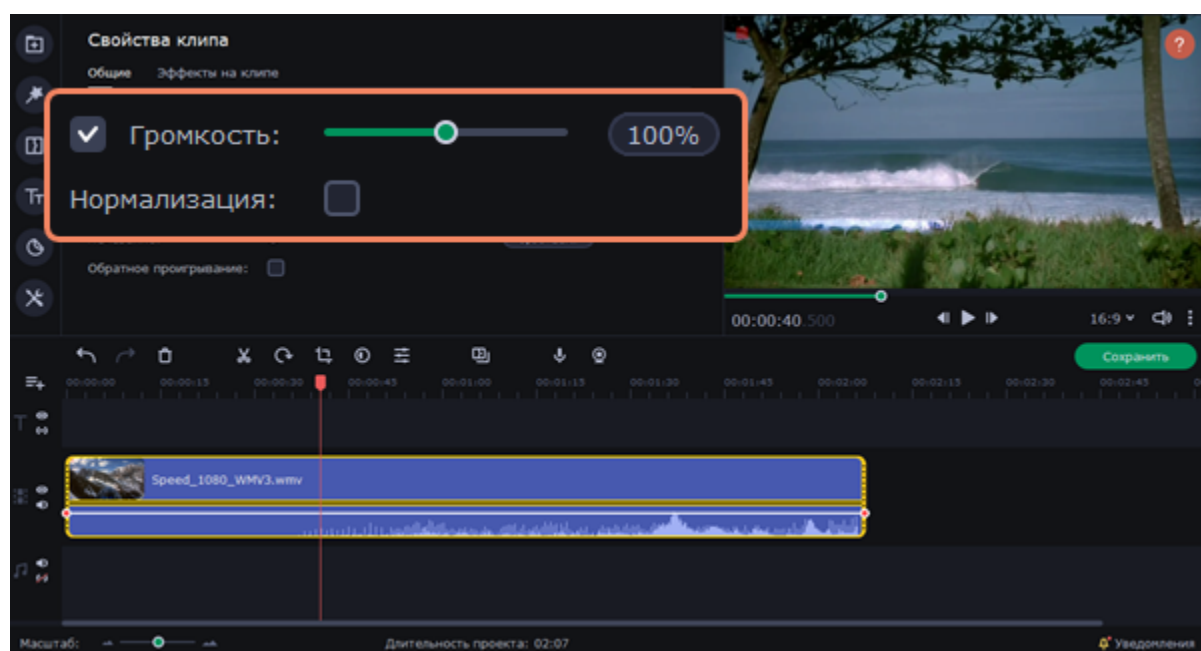 Свойства клипа
Общие Эффекты на клипе
Громкость: 100%
Нормализация:
Обратное проигрывание:
?
Тт
00:00:40.500
16:9
Сохранить
00:00:00 00:00:15 00:00:30 00:00:45 00:01:00 00:01:15 00:01:30 00:01:45 00:02:00 00:02:15 00:02:30 00:02:45
T
Speed_1080_WMV3.wmv
Масштаб: Длительность проекта: 02:07 Уведомления